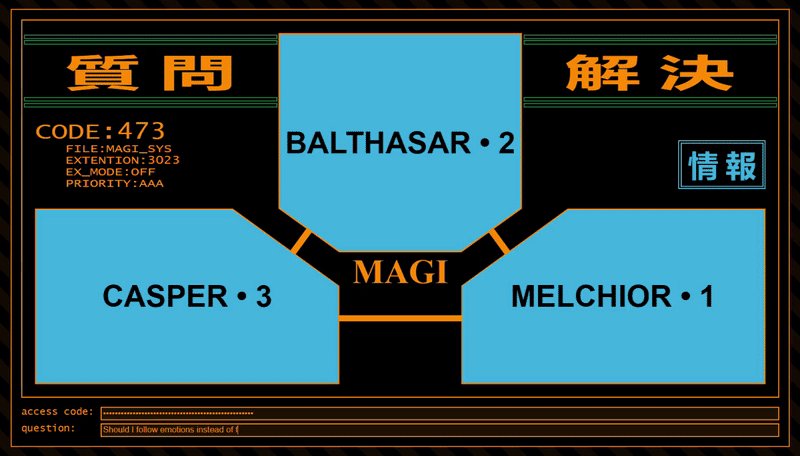 質問
解決
CODE:473
FILE:MAGI_SYS
EXTENTION:3023
EX_MODE:OFF
PRIORITY:AAA
BALTHASAR • 2
情報
MAGI
CASPER • 3
MELCHIOR • 1
access code:
question: Should I follow emotions instead of f